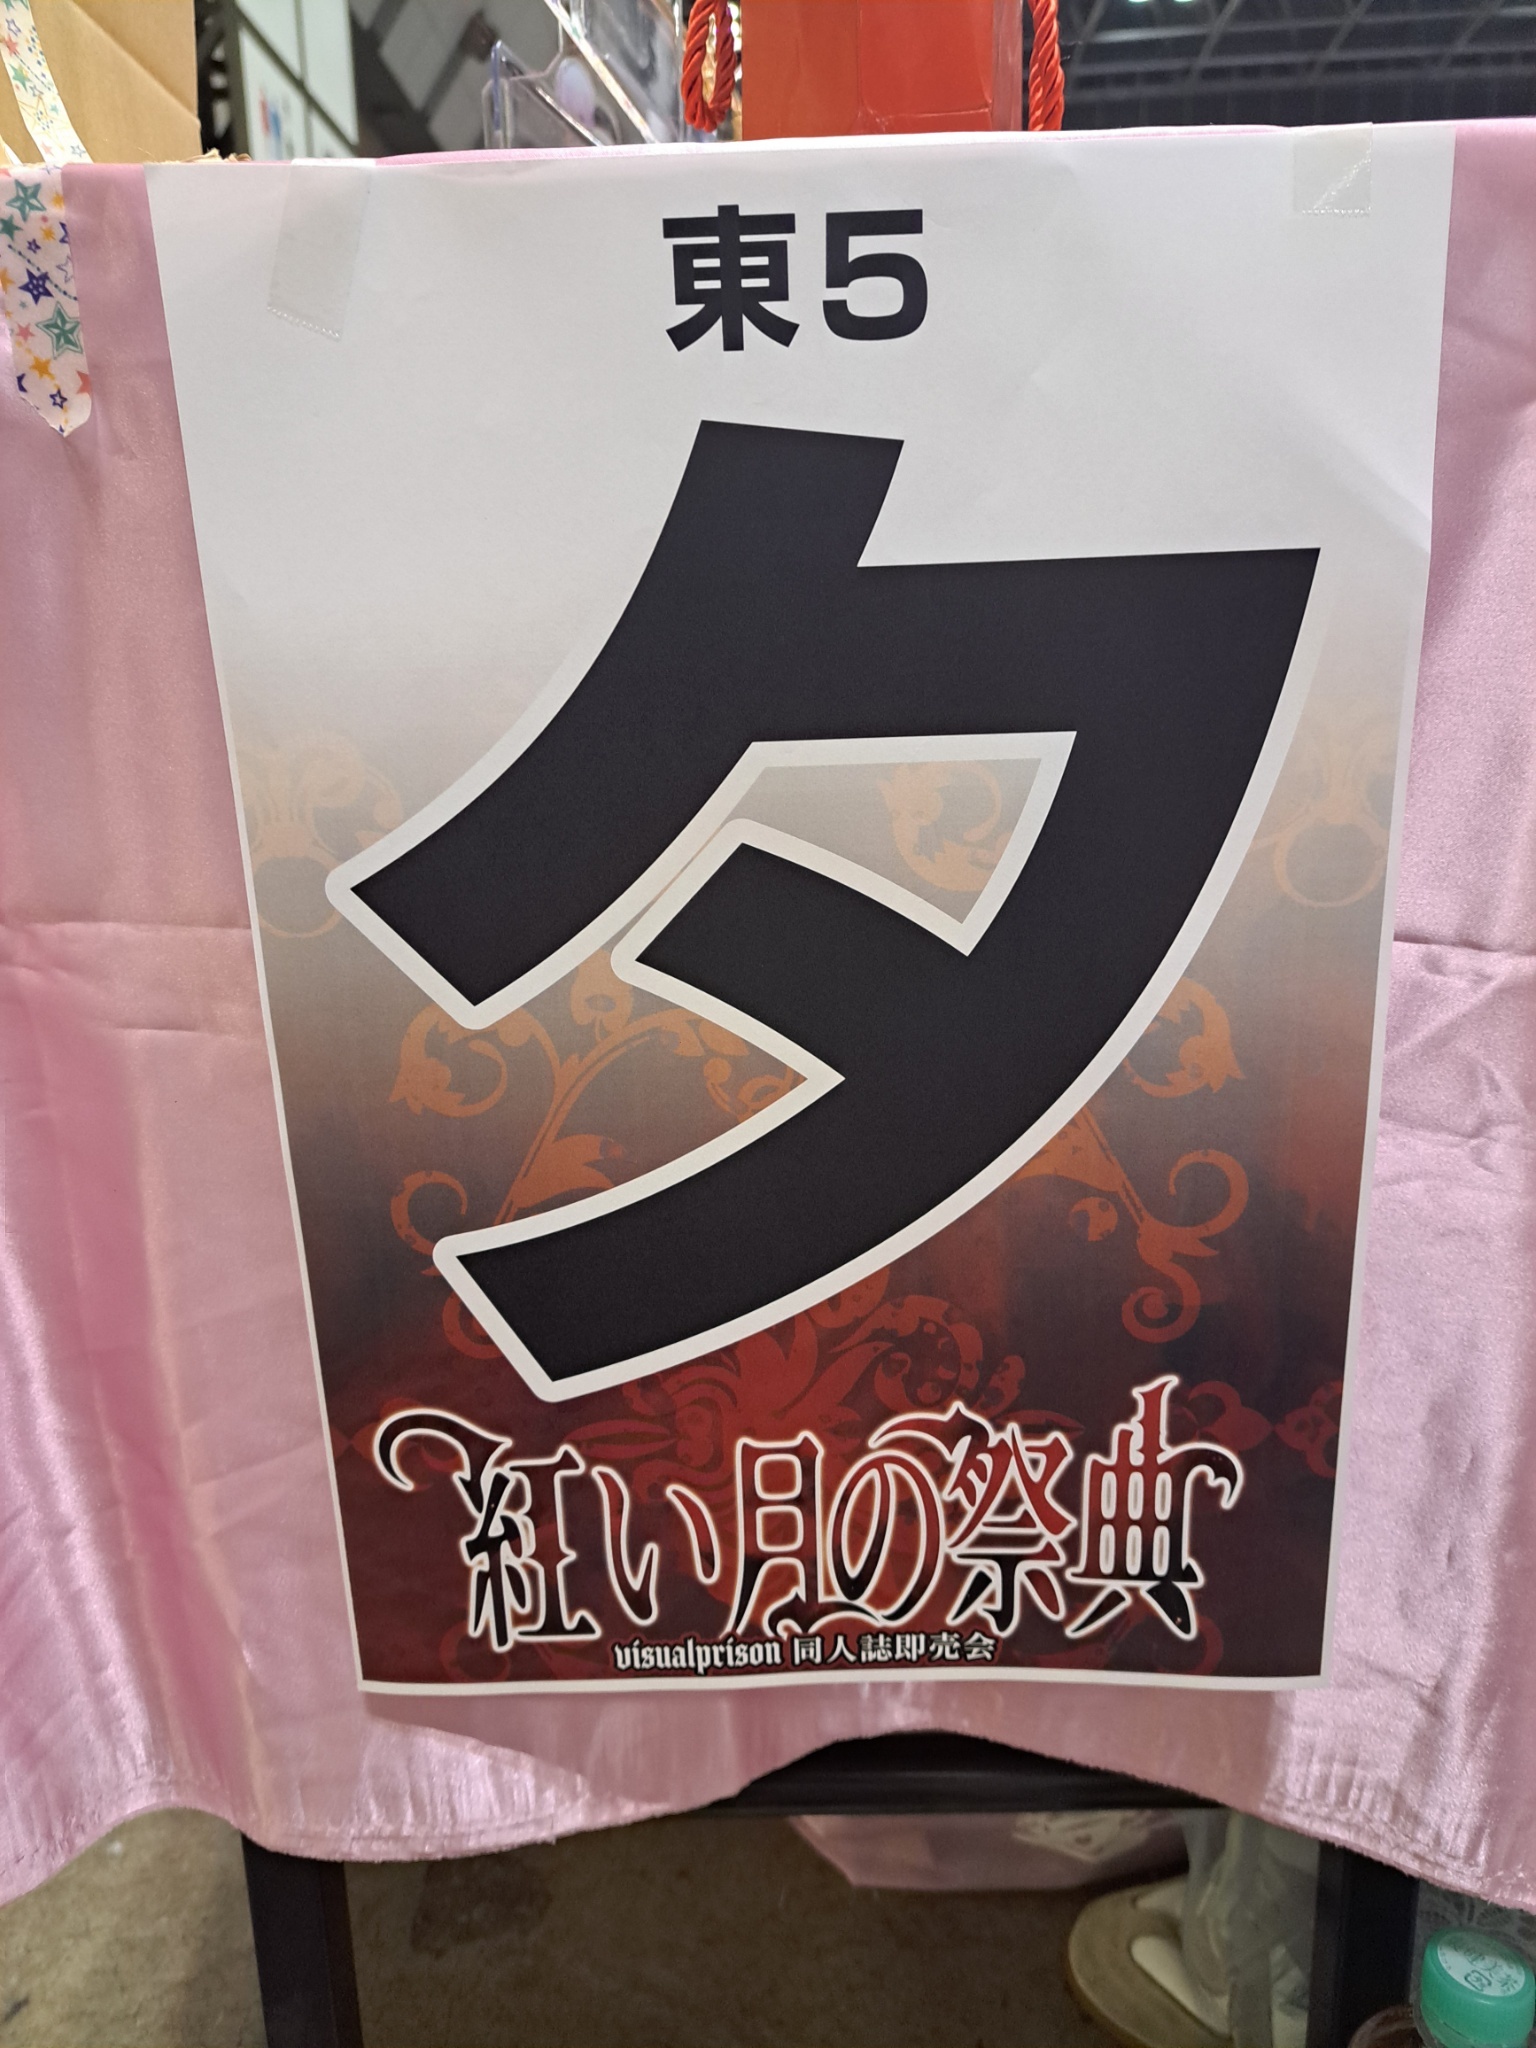 東5
タ
紅い月の祭典
visualprison 同人誌即売会